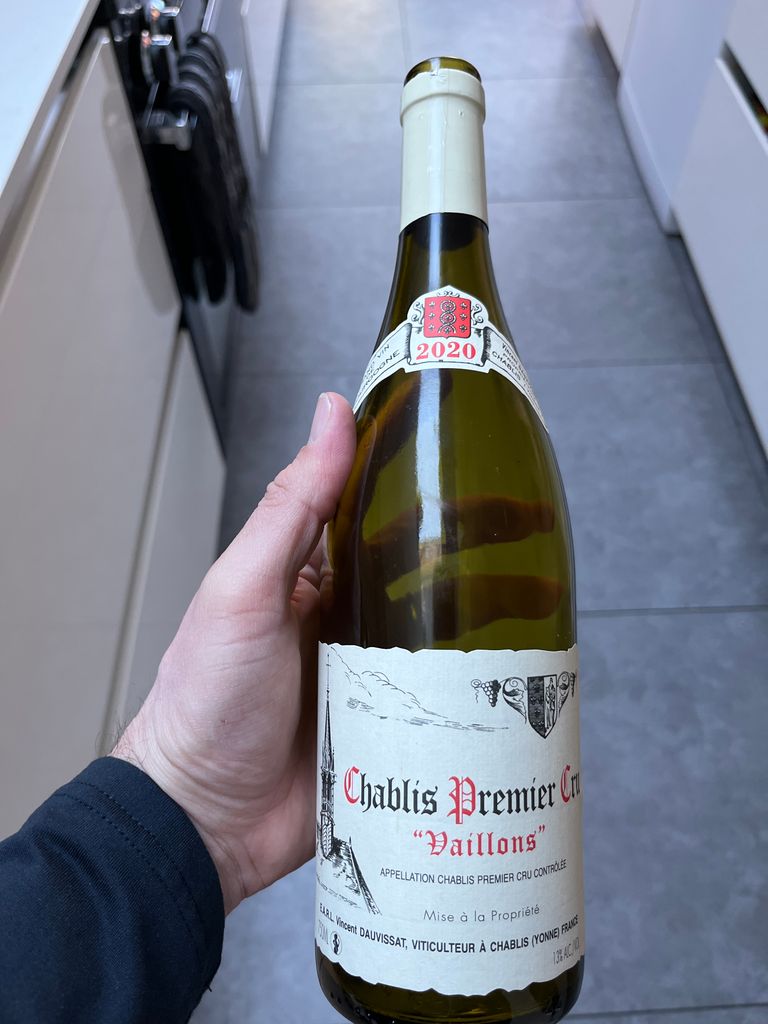 2020
CHABLIS
Chablis Premier Cru
“Vaillons”
APPELLATION CHABLIS PREMIER CRU CONTRÔLÉE
Mise à la Propriété
E.A.R.L. Vincent DAUVISSAT, VITICULTEUR À CHABLIS (YONNE) FRANCE
13% ALC./VOL